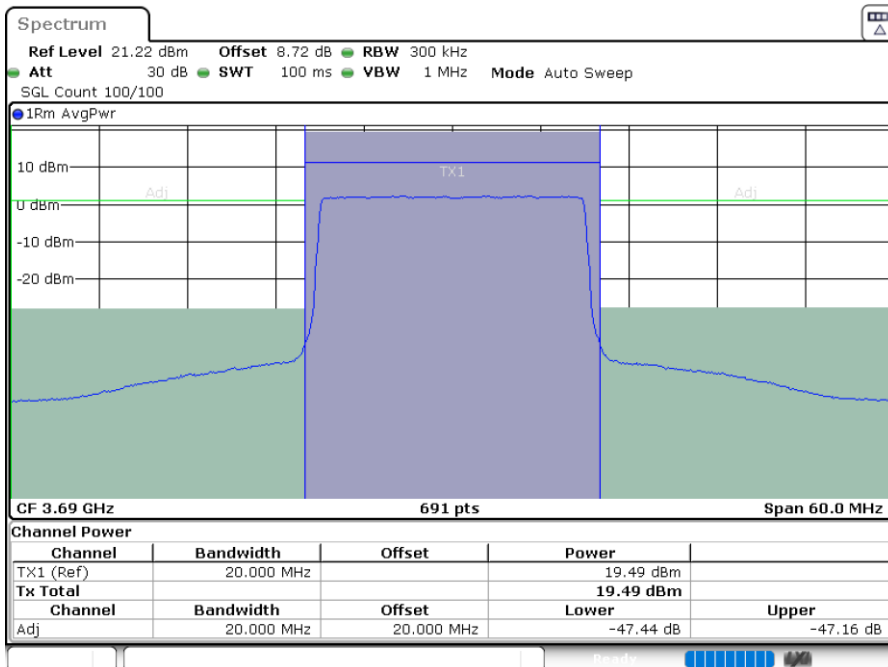 Spectrum
Ref Level 21.22 dBm Offset 8.72 dB RBW 300 kHz
Att 30 dB SWT 100 ms VBW 1 MHz Mode Auto Sweep
SGL Count 100/100
1Rm AvgPwr
10 dBm
TX1
Adj Adj
0 dBm
-10 dBm
-20 dBm
CF 3.69 GHz 691 pts Span 60.0 MHz
Channel Power
Channel Bandwidth Offset Power
TX1 (Ref) 20.000 MHz 19.49 dBm
Tx Total 19.49 dBm
Channel Bandwidth Offset Lower Upper
Adj 20.000 MHz 20.000 MHz -47.44 dB -47.16 dB
Ready